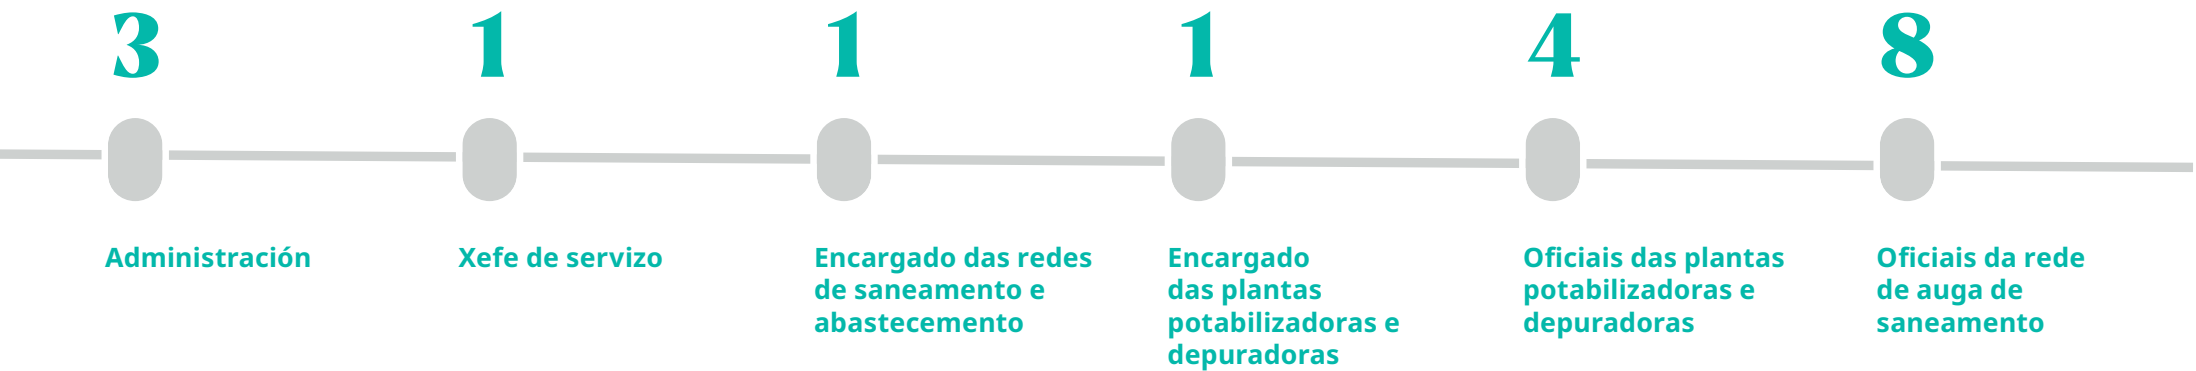 3
1
1
1
4
8
Administración
Xefe de servizo
Encargado das redes
de saneamento e
abastecemento
Encargado
das plantas
potabilizadoras e
depuradoras
Oficiais das plantas
potabilizadoras e
depuradoras
Oficiais da rede
de auga de
saneamento